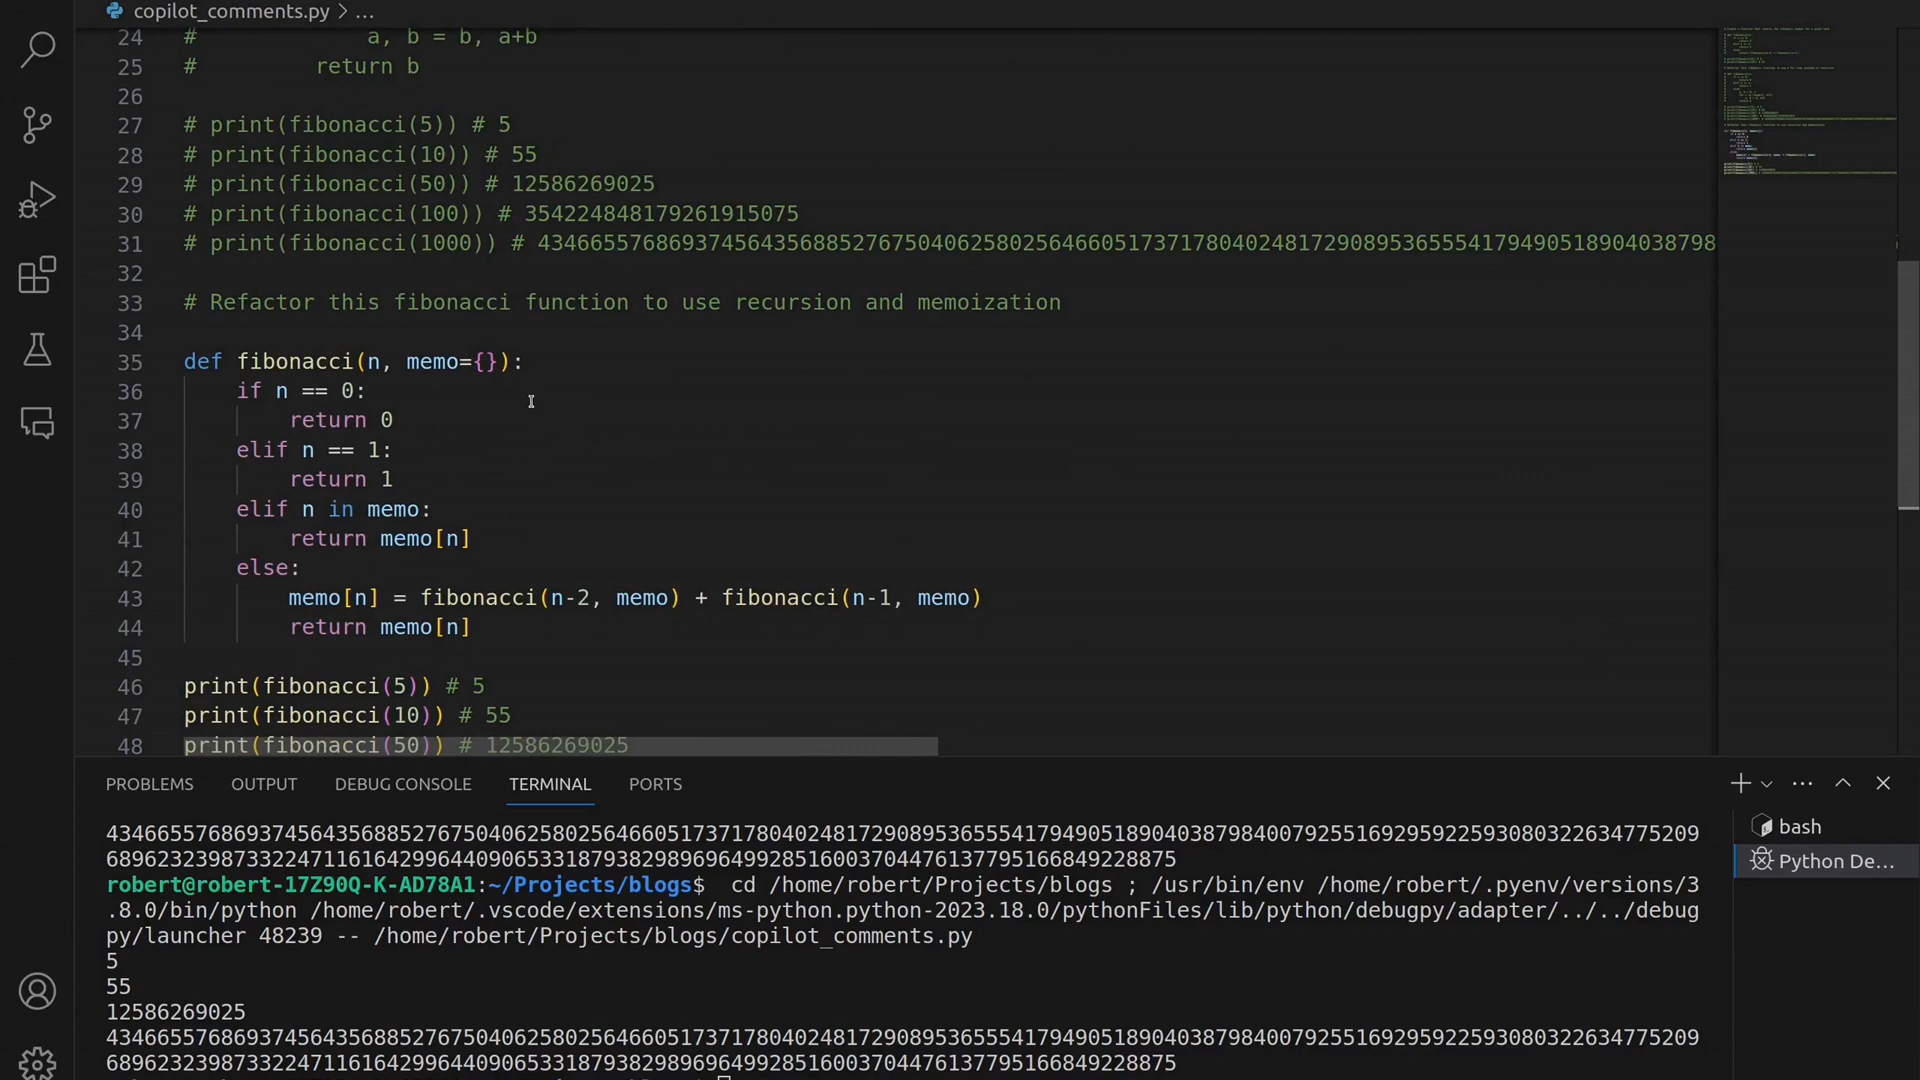 copilot_comments.py > ...
24 # a, b = b, a+b
25 # return b
26
27 # print(fibonacci(5)) # 5
28 # print(fibonacci(10)) # 55
29 # print(fibonacci(50)) # 12586269025
30 # print(fibonacci(100)) # 354224848179261915075
31 # print(fibonacci(1000)) # 43466557686937456435688527675040625802564660517371780402481729089536555417949051890403879​8
32
33 # Refactor this fibonacci function to use recursion and memoization
34
35 def fibonacci(n, memo={}):
36 if n == 0:
37 return 0
38 elif n == 1:
39 return 1
40 elif n in memo:
41 return memo[n]
42 else:
43 memo[n] = fibonacci(n-2, memo) + fibonacci(n-1, memo)
44 return memo[n]
45
46 print(fibonacci(5)) # 5
47 print(fibonacci(10)) # 55
48 print(fibonacci(50)) # 12586269025
PROBLEMS OUTPUT DEBUG CONSOLE TERMINAL PORTS
43466557686937456435688527675040625802564660517371780402481729089536555417949051890403879840079255169295922593080322634775209
68962323987332247116164299644090653318793829896964992851600370447613779516684922887​5
robert@robert-17Z90Q-K-AD78A1:~/Projects/blogs$ cd /home/robert/Projects/blogs ; /usr/bin/env /home/robert/.pyenv/versions/3
.8.0/bin/python /home/robert/.vscode/extensions/ms-python.python-2023.18.0/pythonFiles/lib/python/debugpy/adapter/../../debug
py/launcher 48239 -- /home/robert/Projects/blogs/copilot_comments.py
5
55
12586269025
43466557686937456435688527675040625802564660517371780402481729089536555417949051890403879840079255169295922593080322634775209
689623239873322471161642996440906533187938298969649928516003704476137795166849228875
bash
Python De...